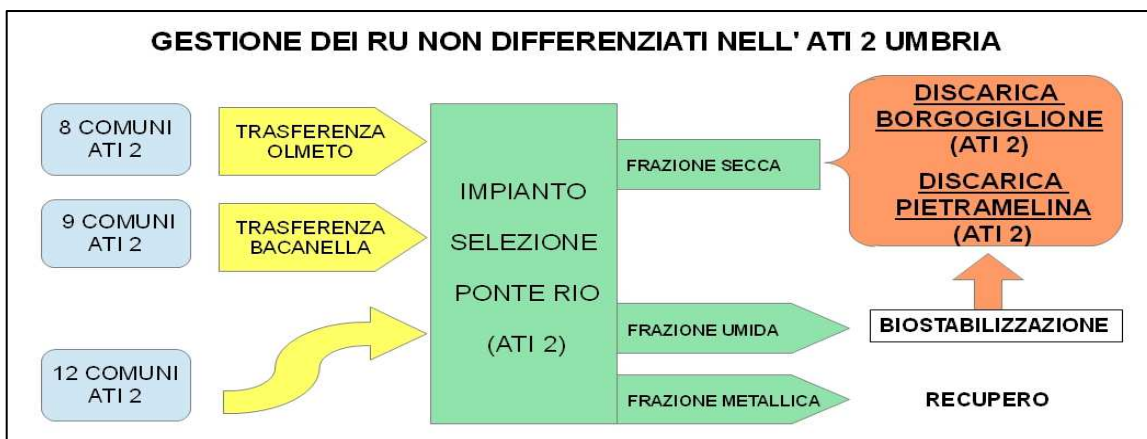 GESTIONE DEI RU NON DIFFERENZIATI NELL' ATI 2 UMBRIA
8 COMUNI
ATI 2
TRASFERENZA
OLMETO
9 COMUNI
ATI 2
TRASFERENZA
BACANELLA
12 COMUNI
ATI 2
IMPIANTO
SELEZIONE
PONTE RIO
(ATI 2)
FRAZIONE SECCA
DISCARICA
BORGOGIGLIONE
(ATI 2)
DISCARICA
PIETRAMELINA
(ATI 2)
FRAZIONE UMIDA
BIOSTABILIZZAZIONE
FRAZIONE METALLICA
RECUPERO